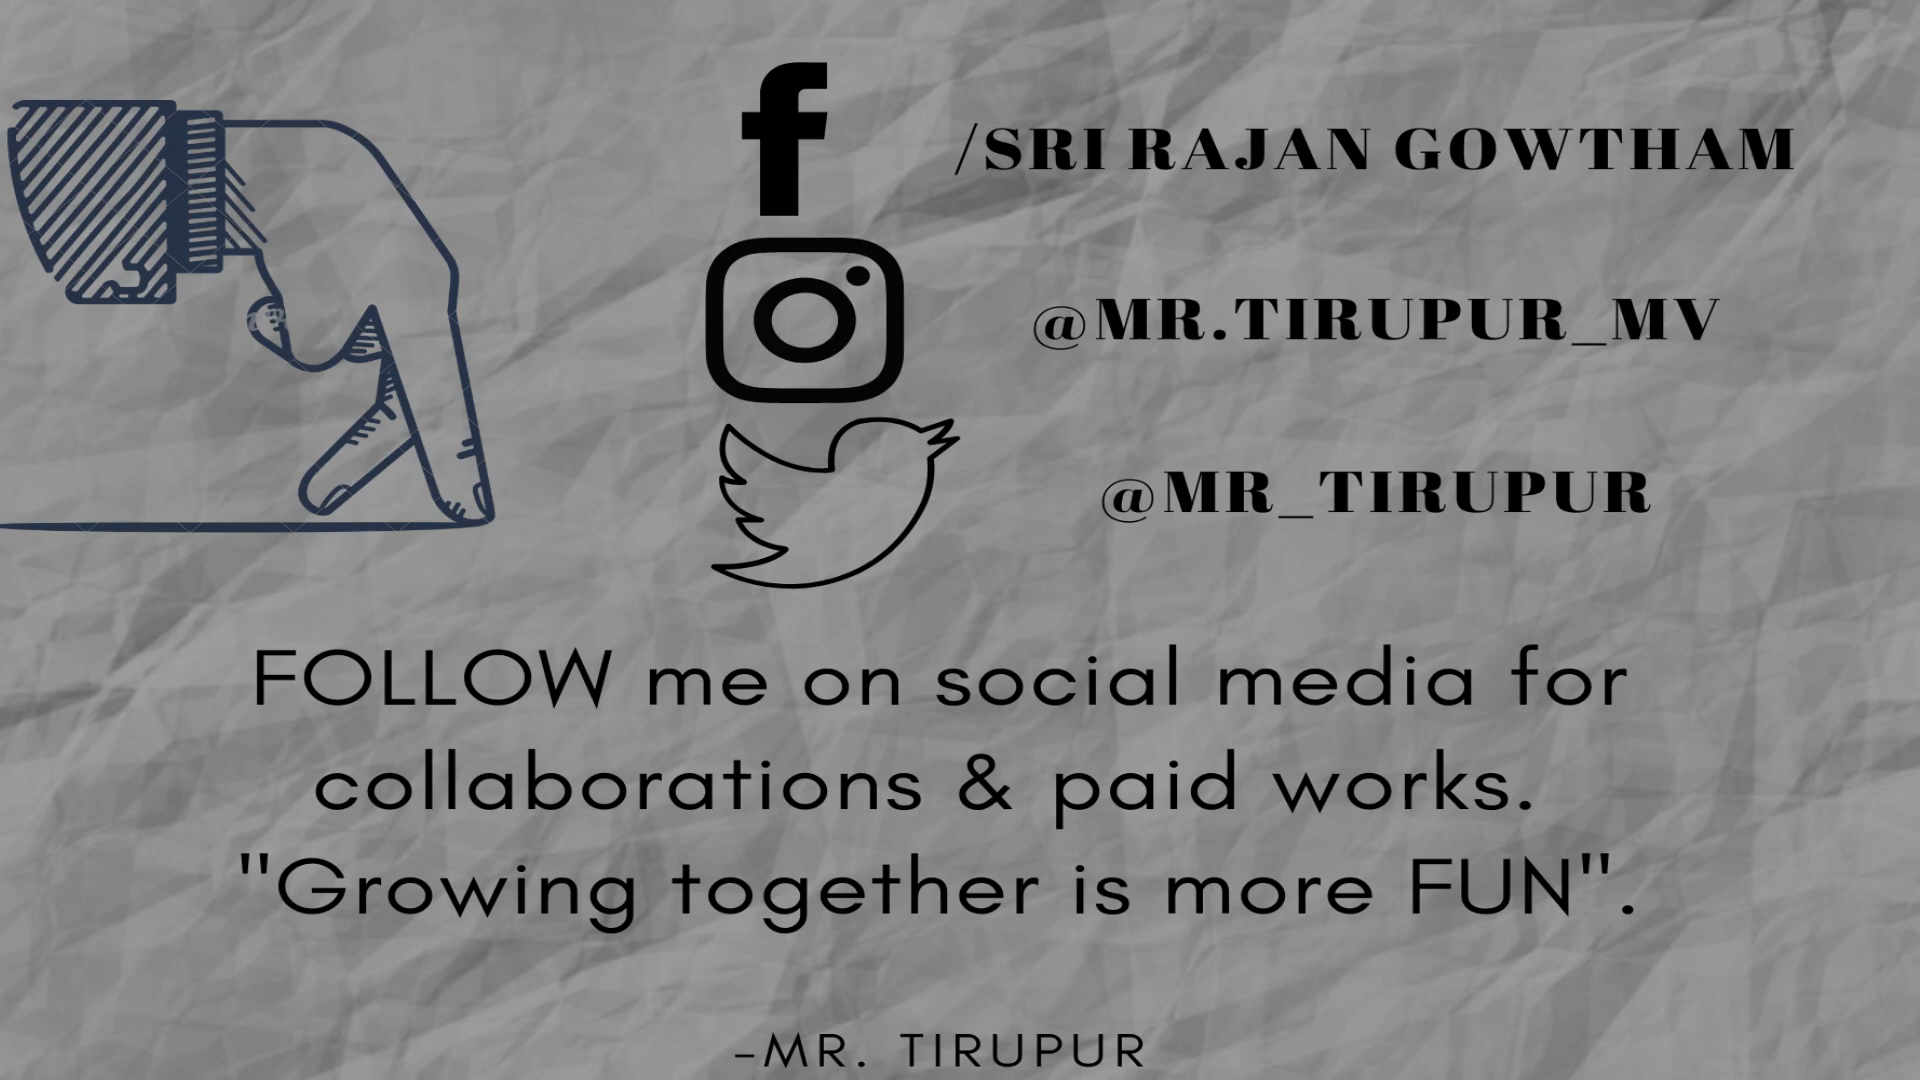 /SRI RAJAN GOWTHAM
@MR.TIRUPUR_MV
@MR_TIRUPUR
FOLLOW me on social media for
collaborations & paid works.
"Growing together is more FUN".
-MR. TIRUPUR